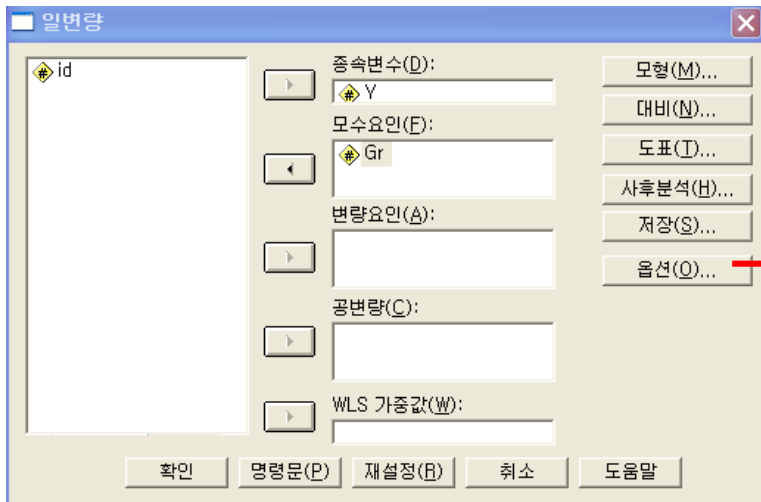 일변량
id
종속변수(D):
Y
모수요인(F):
Gr
변량요인(A):
공변량(C):
WLS 가중값(W):
모형(M)...
대비(N)...
도표(T)...
사후분석(H)...
저장(S)...
옵션(O)...
확인
명령문(P)
재설정(R)
취소
도움말